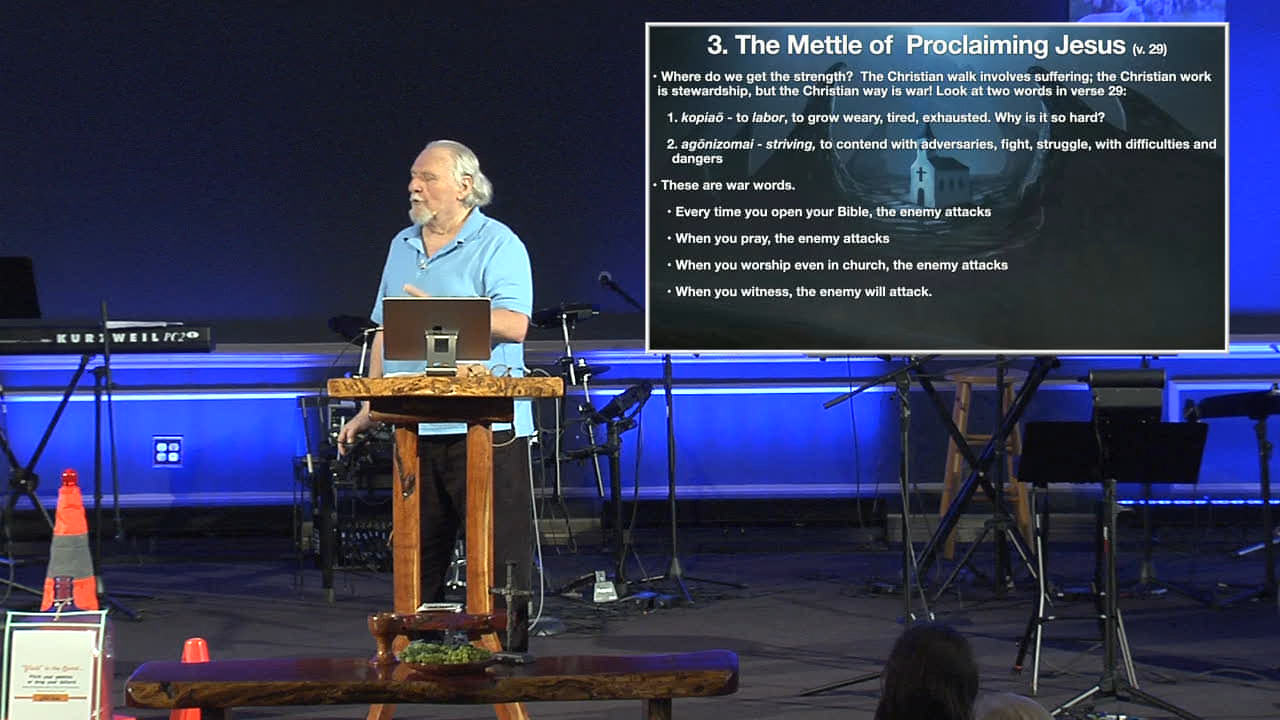 3. The Mettle of Proclaiming Jesus (v. 29)
• Where do we get the strength? The Christian walk involves suffering; the Christian work
is stewardship, but the Christian way is war! Look at two words in verse 29:
1. kopiaō - to labor, to grow weary, tired, exhausted. Why is it so hard?
2. agōnizomai - striving, to contend with adversaries, fight, struggle, with difficulties and
dangers
• These are war words.
• Every time you open your Bible, the enemy attacks
• When you pray, the enemy attacks
• When you worship even in church, the enemy attacks
• When you witness, the enemy will attack.
KURZWEIL PC2